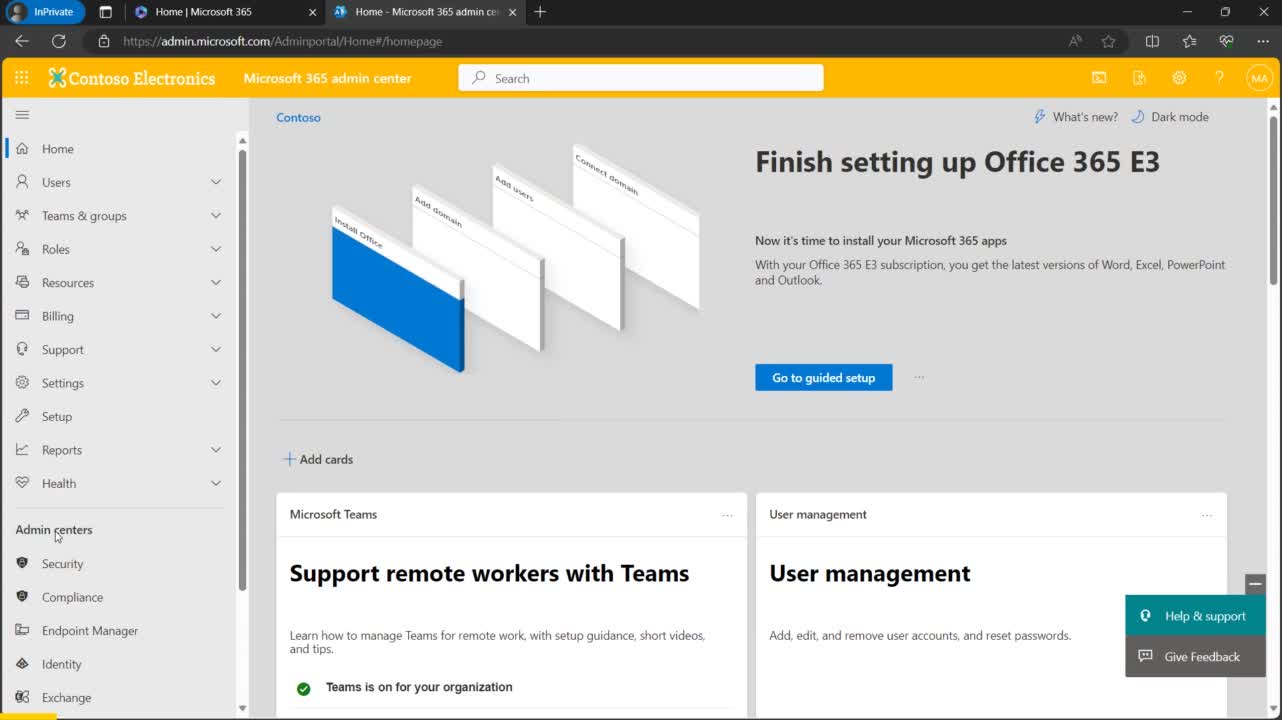 InPrivate
Home | Microsoft 365
Home - Microsoft 365 admin cen
https://admin.microsoft.com/Adminportal/Home#/homepage
Contoso Electronics
Microsoft 365 admin center
Search
MA
Home
Users
Teams & groups
Roles
Resources
Billing
Support
Settings
Setup
Reports
Health
Admin centers
Security
Compliance
Endpoint Manager
Identity
Exchange
Contoso
What's new?
Dark mode
Install Office
Add domain
Add users
Connect domain
Finish setting up Office 365 E3
Now it's time to install your Microsoft 365 apps
With your Office 365 E3 subscription, you get the latest versions of Word, Excel, PowerPoint
and Outlook.
Go to guided setup
Add cards
Microsoft Teams
Support remote workers with Teams
Learn how to manage Teams for remote work, with setup guidance, short videos,
and tips.
Teams is on for your organization
User management
User management
Add, edit, and remove user accounts, and reset passwords.
Help & support
Give Feedback